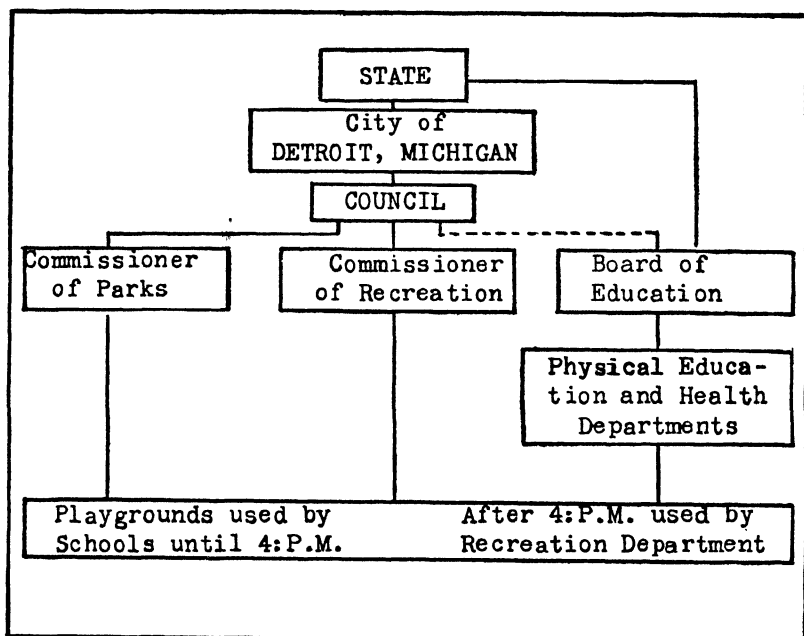 STATE
City of
DETROIT, MICHIGAN
COUNCIL
Commissioner
of Parks
Commissioner
of Recreation
Board of
Education
Physical Educa-
tion and Health
Departments
Playgrounds used by
Schools until 4:P.M.
After 4:P.M. used by
Recreation Department